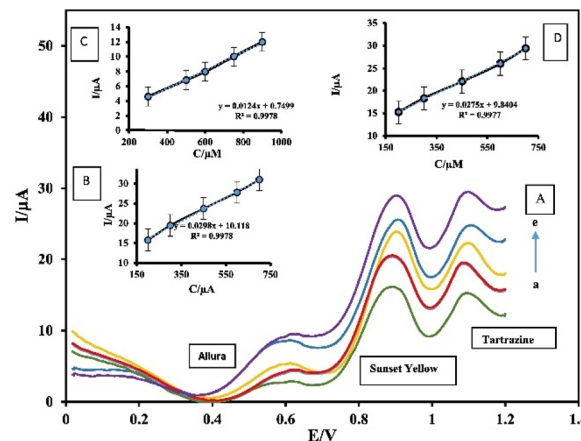 C
I/µA
14
12
10
8
6
4
2
0
y = 0.0124x + 0.7499
R² = 0.9978
200 400 600 800 1000
C/µM
D
I/µA
35
30
25
20
15
10
y = 0.0275x + 9.8404
R² = 0.9977
150 350 550 750
C/µM
B
I/µA
30
25
20
15
10
y = 0.0298x + 10.118
R² = 0.9978
150 350 550 750
C/µA
A
e
a
I/µA
50
40
30
20
10
0
Allura
Sunset Yellow
Tartrazine
0 0.2 0.4 0.6 0.8 1 1.2 1.
E/V